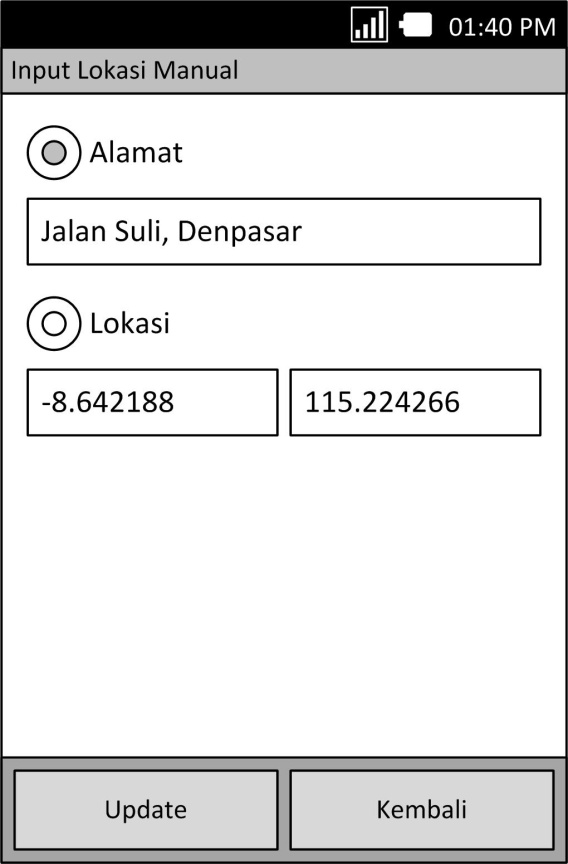 01:40 PM
Input Lokasi Manual
Alamat
Jalan Suli, Denpasar
Lokasi
-8.642188 115.224266
Update Kembali